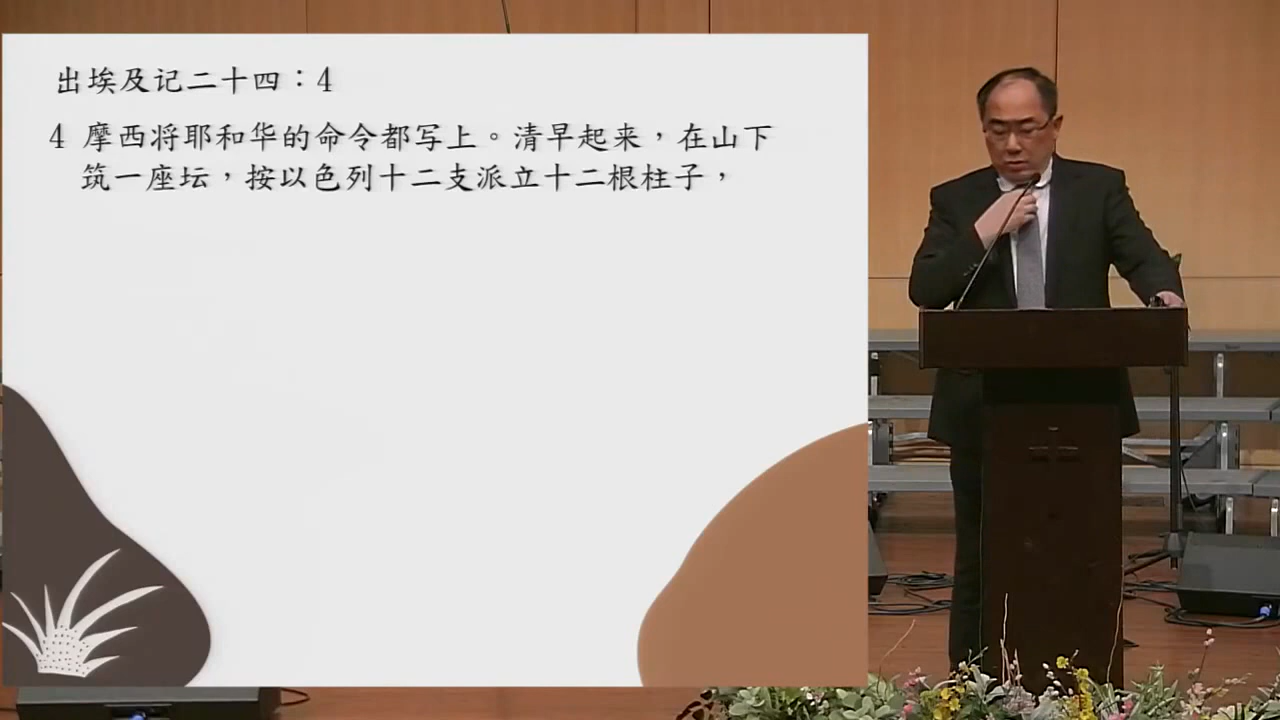 出埃及记二十四：4
4 摩西将耶和华的命令都写上。清早起来，在山下
筑一座坛，按以色列十二支派立十二根柱子，